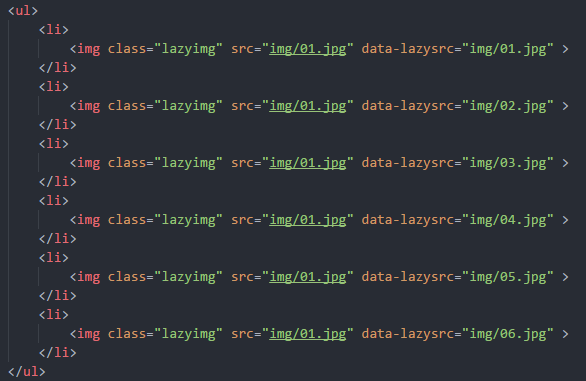 <ul>
    <li>
        <img class="lazyimg" src="img/01.jpg" data-lazysrc="img/01.jpg" >
    </li>
    <li>
        <img class="lazyimg" src="img/01.jpg" data-lazysrc="img/02.jpg" >
    </li>
    <li>
        <img class="lazyimg" src="img/01.jpg" data-lazysrc="img/03.jpg" >
    </li>
    <li>
        <img class="lazyimg" src="img/01.jpg" data-lazysrc="img/04.jpg" >
    </li>
    <li>
        <img class="lazyimg" src="img/01.jpg" data-lazysrc="img/05.jpg" >
    </li>
    <li>
        <img class="lazyimg" src="img/01.jpg" data-lazysrc="img/06.jpg" >
    </li>
</ul>